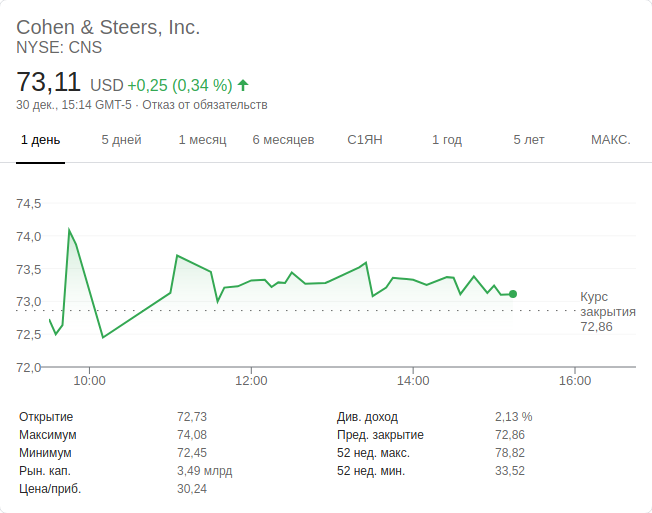 Cohen & Steers, Inc.
NYSE: CNS
73,11 USD +0,25 (0,34 %)
30 дек., 15:14 GMT-5 · Отказ от обязательств
1 день 5 дней 1 месяц 6 месяцев С1ЯН 1 год 5 лет МАКС.
74,5
74,0
73,5
73,0
72,5
72,0
Курс
закрытия
72,86
10:00 12:00 14:00 16:00
Открытие 72,73 Див. доход 2,13 %
Максимум 74,08 Пред. закрытие 72,86
Минимум 72,45 52 нед. макс. 78,82
Рын. кап. 3,49 млрд 52 нед. мин. 33,52
Цена/приб. 30,24